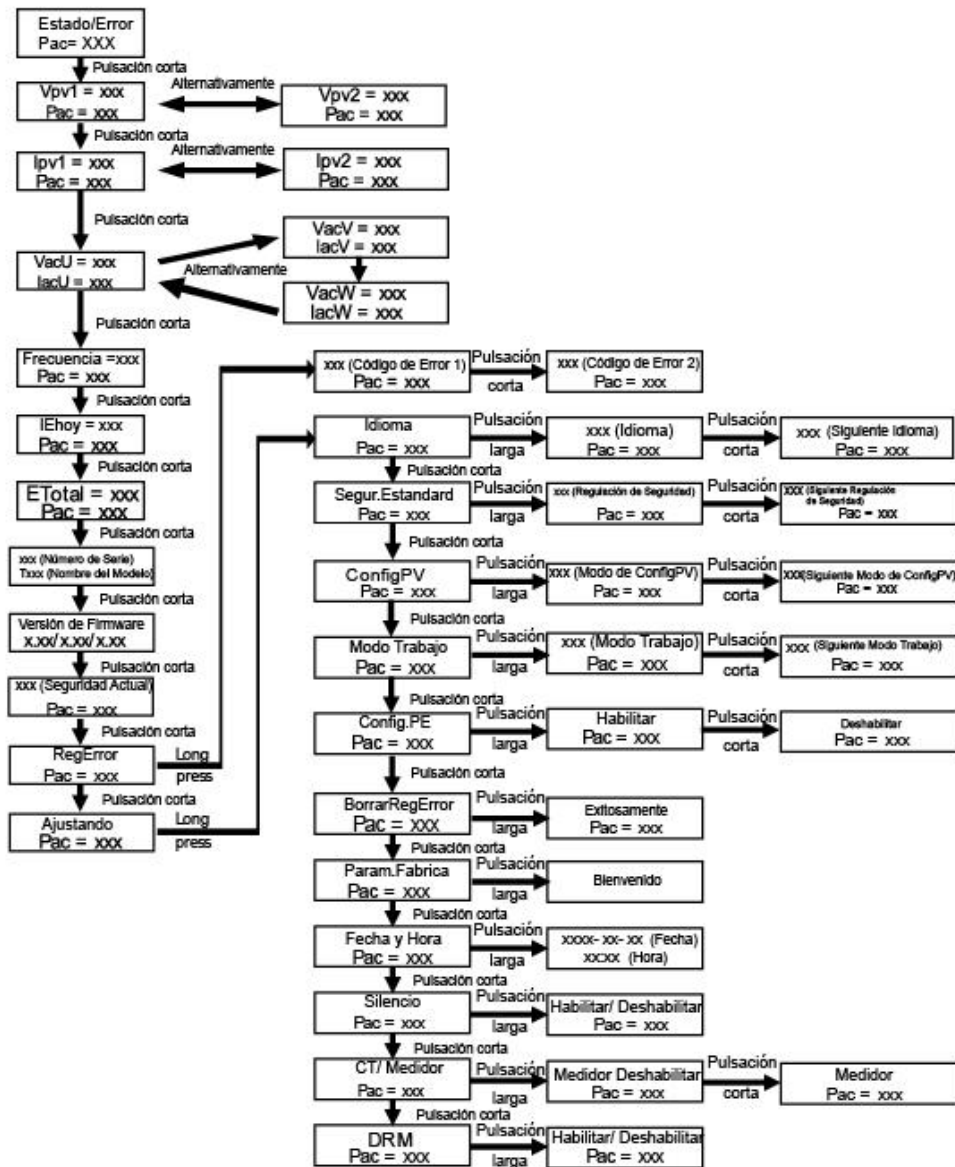 Estado/Error
Pac= XXX
Pulsación corta
Vpv1 = xxx
Pac = xxx
Alternativamente
Vpv2 = xxx
Pac = xxx
Pulsación corta
Ipv1 = xxx
Pac = xxx
Alternativamente
Ipv2 = xxx
Pac = xxx
Pulsación corta
VacU = xxx
IacU = xxx
Alternativamente
VacV = xxx
IacV = xxx
VacW = xxx
IacW = xxx
Pulsación corta
Frecuencia =xxx
Pac = xxx
Pulsación corta
IEhoy = xxx
Pac = xxx
Pulsación corta
ETotal = xxx
Pac = xxx
Pulsación corta
xxx (Número de Serie)
Txxx (Nombre del Modelo)
Pulsación corta
Versión de Firmware
x.xx/x.xx/x.xx
Pulsación corta
xxx (Seguridad Actual)
Pac = xxx
Pulsación corta
RegError
Pac = xxx
Long
press
Pulsación corta
Ajustando
Pac = xxx
Long
press
xxx (Código de Error 1)
Pac = xxx
Pulsación
corta
xxx (Código de Error 2)
Pac = xxx
Idioma
Pac = xxx
Pulsación
larga
xxx (Idioma)
Pac = xxx
Pulsación
corta
xxx (Siguiente Idioma)
Pac = xxx
Pulsación corta
Segur.Estandard
Pac = xxx
Pulsación
larga
xxx (Regulación de Seguridad)
Pac = xxx
Pulsación
corta
xxx (Siguiente Regulación
de Seguridad)
Pac = xxx
Pulsación corta
ConfigPV
Pac = xxx
Pulsación
larga
xxx (Modo de ConfigPV)
Pac = xxx
Pulsación
corta
xxx(Siguiente Modo de ConfigPV)
Pac = xxx
Pulsación corta
Modo Trabajo
Pac = xxx
Pulsación
larga
xxx (Modo Trabajo)
Pac = xxx
Pulsación
corta
xxx (Siguiente Modo Trabajo)
Pac = xxx
Pulsación corta
Config.PE
Pac = xxx
Pulsación
larga
Habilitar
Pac = xxx
Pulsación
corta
Deshabilitar
Pac = xxx
Pulsación corta
BorrarRegError
Pac = xxx
Pulsación
larga
Exitosamente
Pac = xxx
Pulsación corta
Param.Fabrica
Pac = xxx
Pulsación
larga
Bienvenido
Pulsación corta
Fecha y Hora
Pac = xxx
Pulsación
larga
xxxx- xx- xx (Fecha)
xx:xx (Hora)
Pulsación corta
Silencio
Pac = xxx
Pulsación
larga
Habilitar/ Deshabilitar
Pac = xxx
Pulsación corta
CT/ Medidor
Pac = xxx
Pulsación
larga
Medidor Deshabilitar
Pac = xxx
Pulsación
corta
Medidor
Pac = xxx
Pulsación corta
DRM
Pac = xxx
Pulsación
larga
Habilitar/ Deshabilitar
Pac = xxx